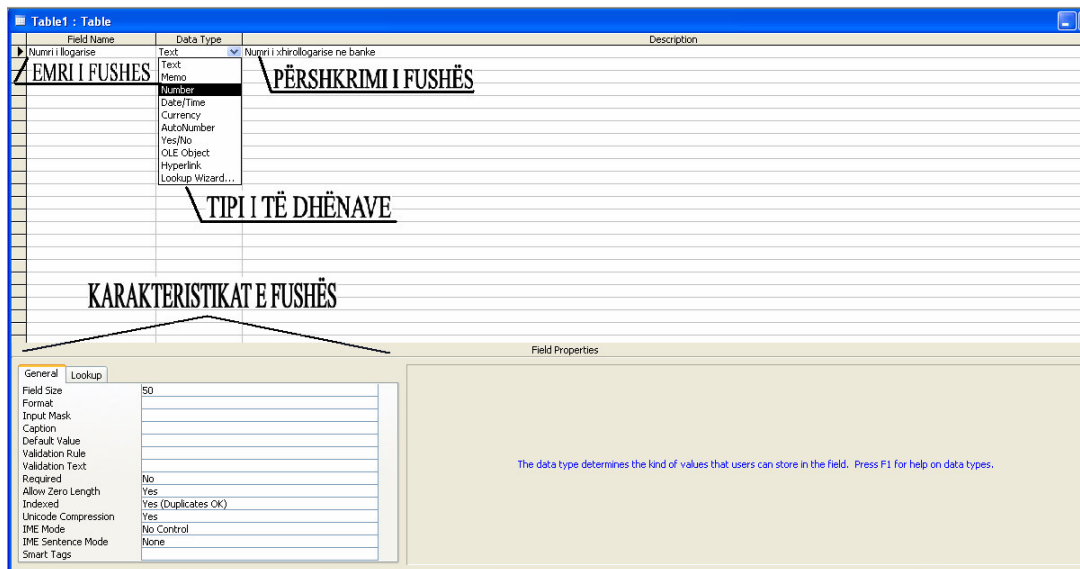 Table1 : Table
Field Name Data Type Description
Numri i llogarise Text Numri i xhirollogarise ne banke
EMRI I FUSHES
PËRSHKRIMI I FUSHËS
Text
Memo
Number
Date/Time
Currency
AutoNumber
Yes/No
OLE Object
Hyperlink
Lookup Wizard...
TIPI I TË DHËNAVE
KARAKTERISTIKAT E FUSHËS
Field Properties
General Lookup
Field Size 50
Format
Input Mask
Caption
Default Value
Validation Rule
Validation Text
Required No
Allow Zero Length Yes
Indexed Yes (Duplicates OK)
Unicode Compression Yes
IME Mode No Control
IME Sentence Mode None
Smart Tags
The data type determines the kind of values that users can store in the field. Press F1 for help on data types.